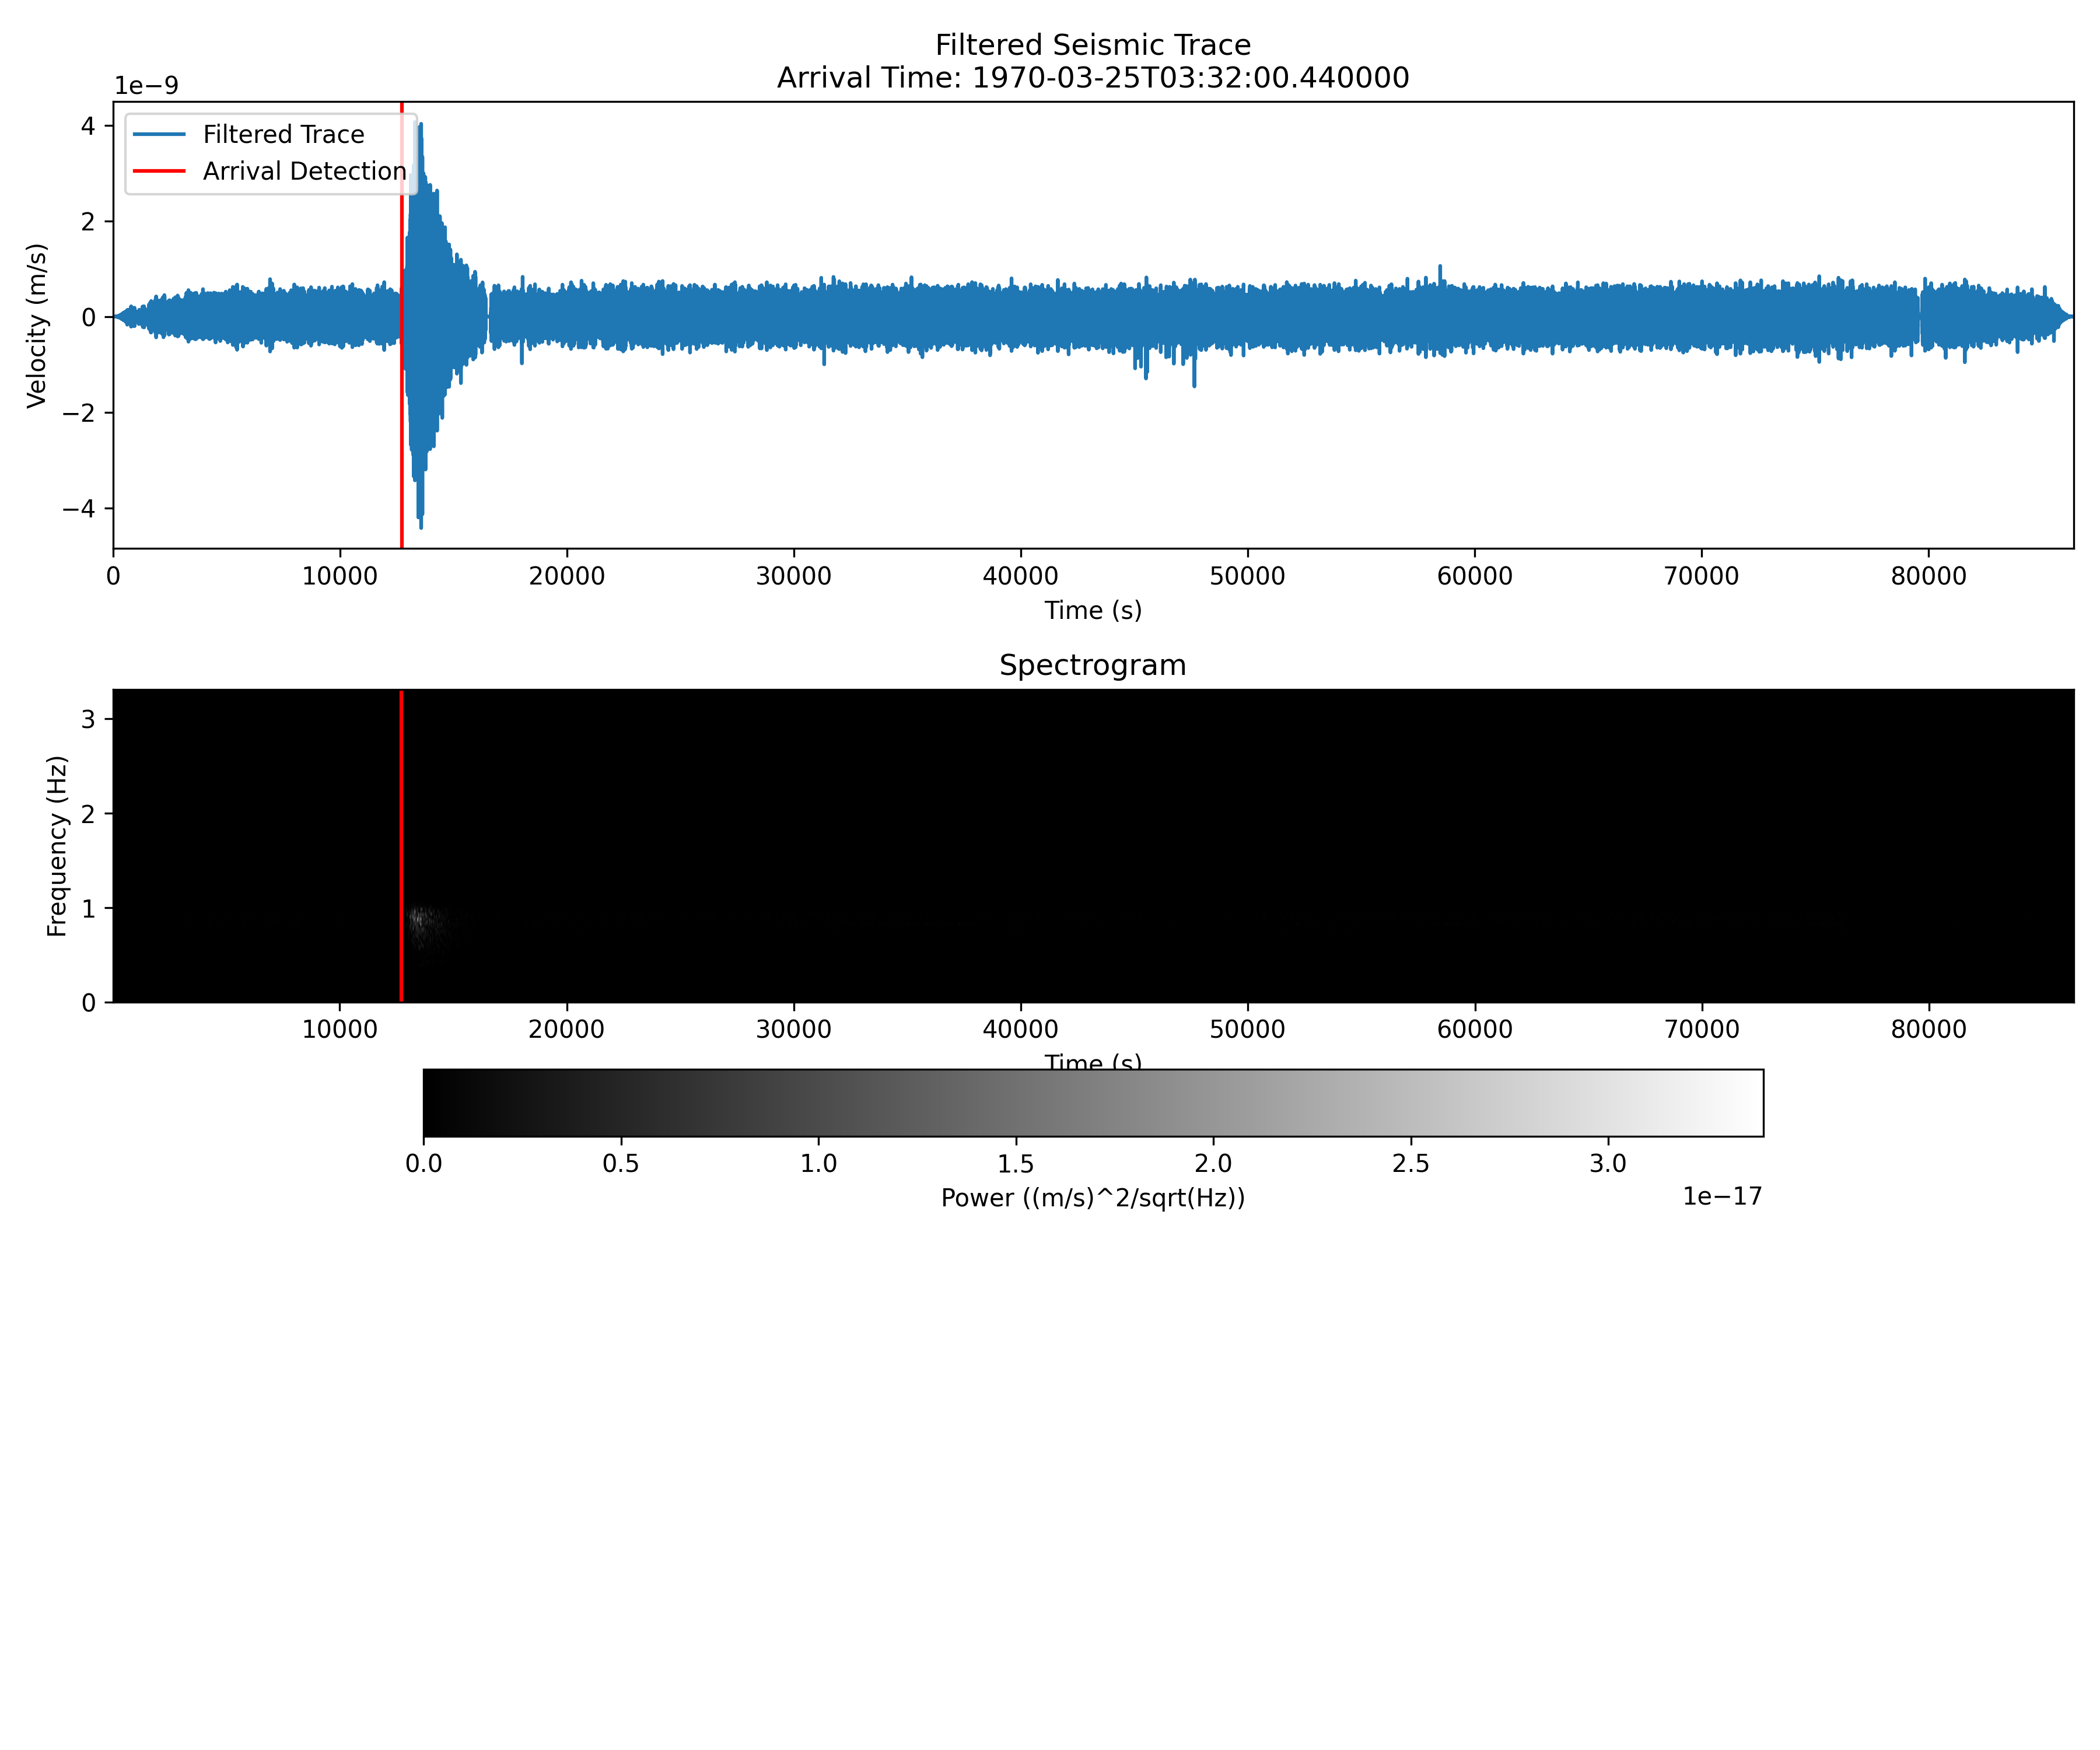 Filtered Seismic Trace
Arrival Time: 1970-03-25T03:32:00.440000
1e−9
Filtered Trace
Arrival Detection
4
2
0
−2
−4
Velocity (m/s)
0 10000 20000 30000 40000 50000 60000 70000 80000
Time (s)
Spectrogram
3
2
1
0
Frequency (Hz)
10000 20000 30000 40000 50000 60000 70000 80000
Time (s)
0.0 0.5 1.0 1.5 2.0 2.5 3.0
Power ((m/s)^2/sqrt(Hz))
1e−17